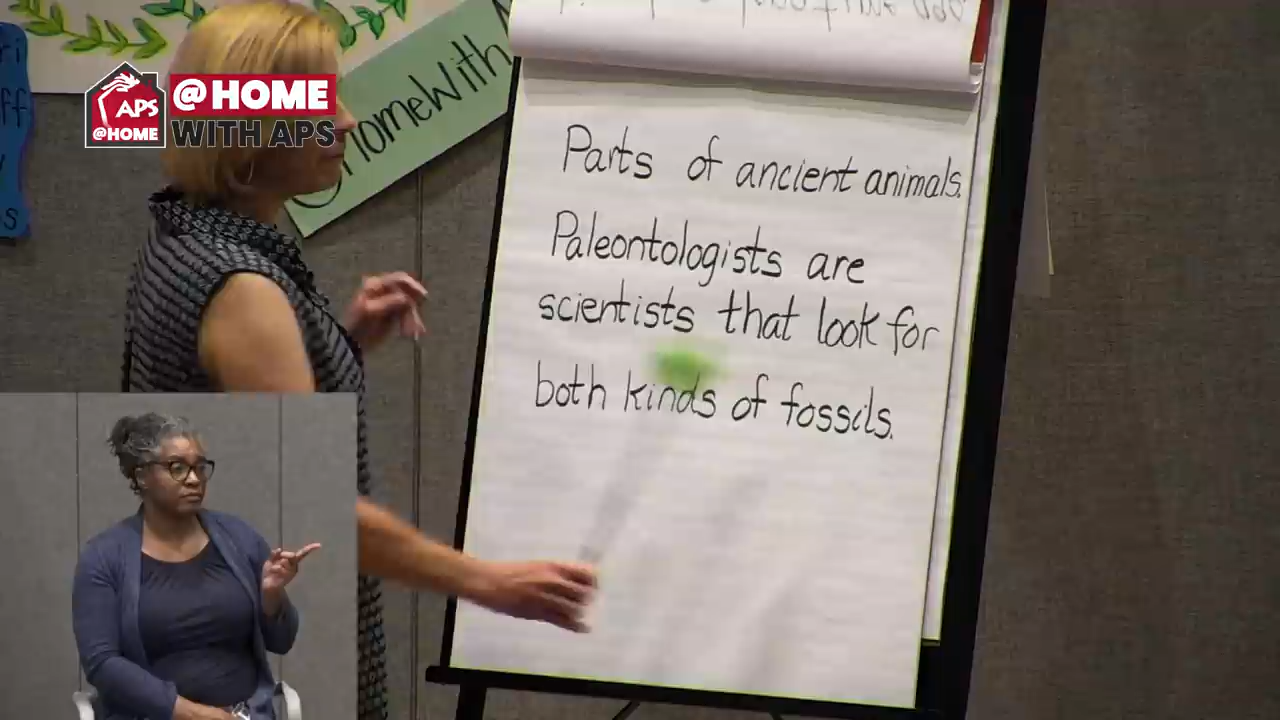 APS
@HOME
@HOME
WITH APS
HomeWith
Parts of ancient animals.
Paleontologists are
scientists that look for
both kinds of fossils.